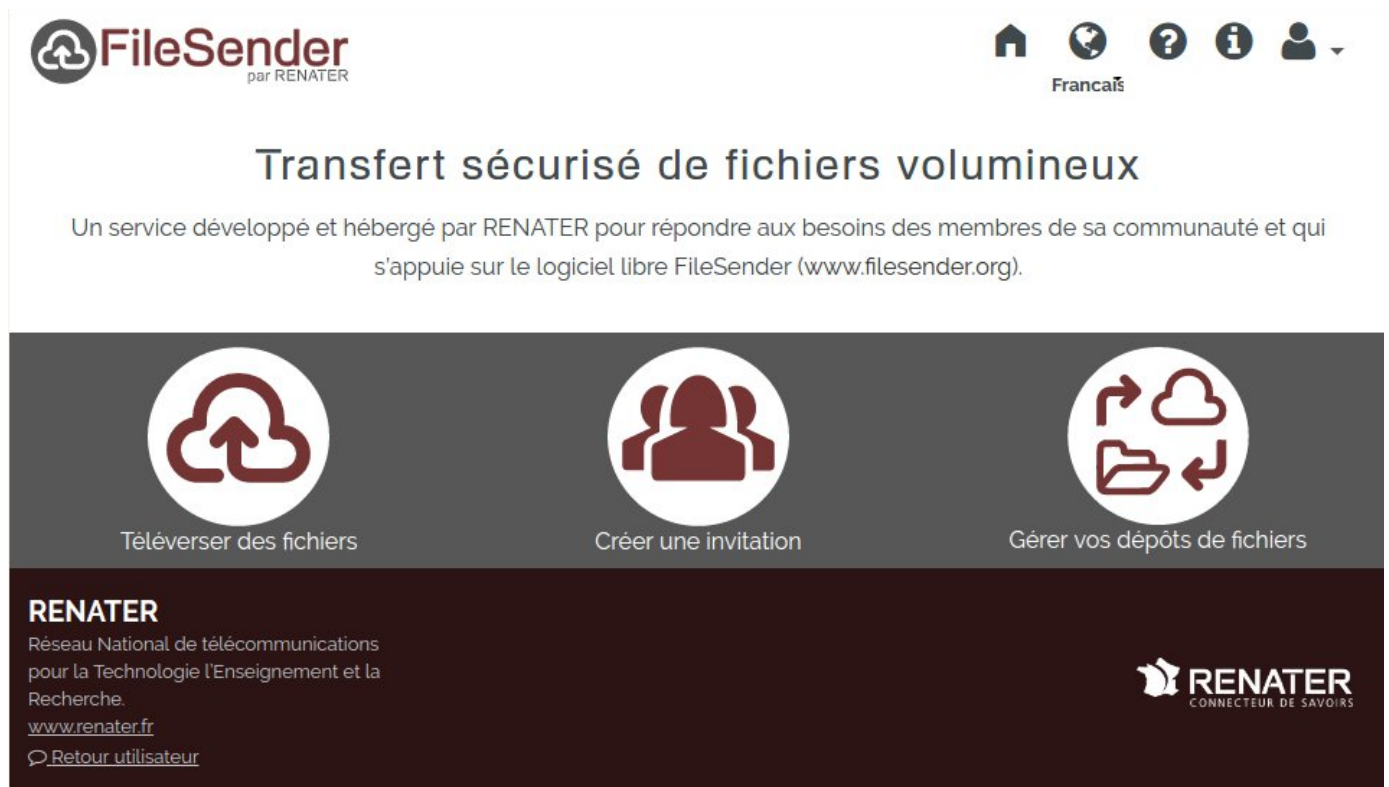 FileSender
par RENATER
Francais
Transfert sécurisé de fichiers volumineux
Un service développé et hébergé par RENATER pour répondre aux besoins des membres de sa communauté et qui
s'appuie sur le logiciel libre FileSender (www.filesender.org).
Téléverser des fichiers
Créer une invitation
Gérer vos dépôts de fichiers
RENATER
Réseau National de télécommunications
pour la Technologie l'Enseignement et la
Recherche.
www.renater.fr
Retour utilisateur
RENATER
CONNECTEUR DE SAVOIRS